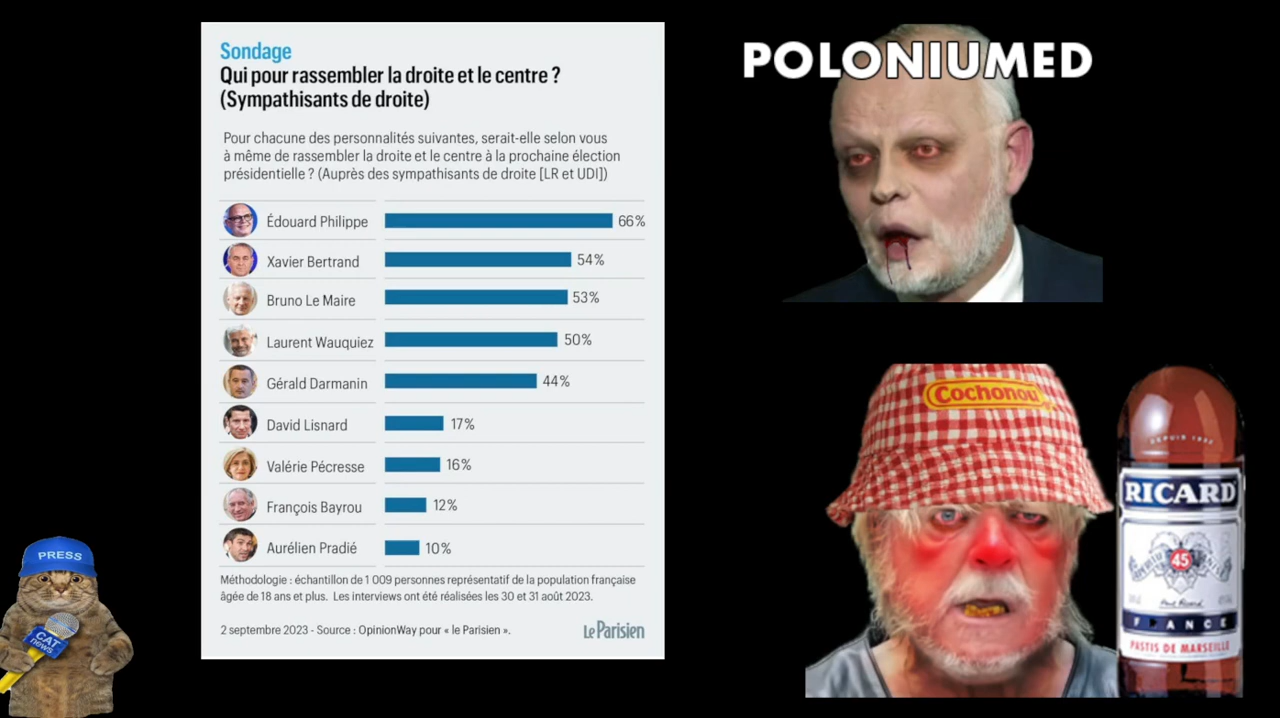 Sondage
Qui pour rassembler la droite et le centre ?
(Sympathisants de droite)
Pour chacune des personnalités suivantes, serait-elle selon vous
à même de rassembler la droite et le centre à la prochaine élection
présidentielle ? (Auprès des sympathisants de droite [LR et UDI])
Édouard Philippe 66%
Xavier Bertrand 54%
Bruno Le Maire 53%
Laurent Wauquiez 50%
Gérald Darmanin 44%
David Lisnard 17%
Valérie Pécresse 16%
François Bayrou 12%
Aurélien Pradié 10%
Méthodologie : échantillon de 1 009 personnes représentatif de la population française
âgée de 18 ans et plus. Les interviews ont été réalisées les 30 et 31 août 2023.
2 septembre 2023 - Source : OpinionWay pour « le Parisien ».
Le Parisien
POLONIUMED
Cochonou
DEPUIS 1932
RICARD
45
Paul Ricard
FRANCE
PASTIS DE MARSEILLE
PRESS
CAT
news